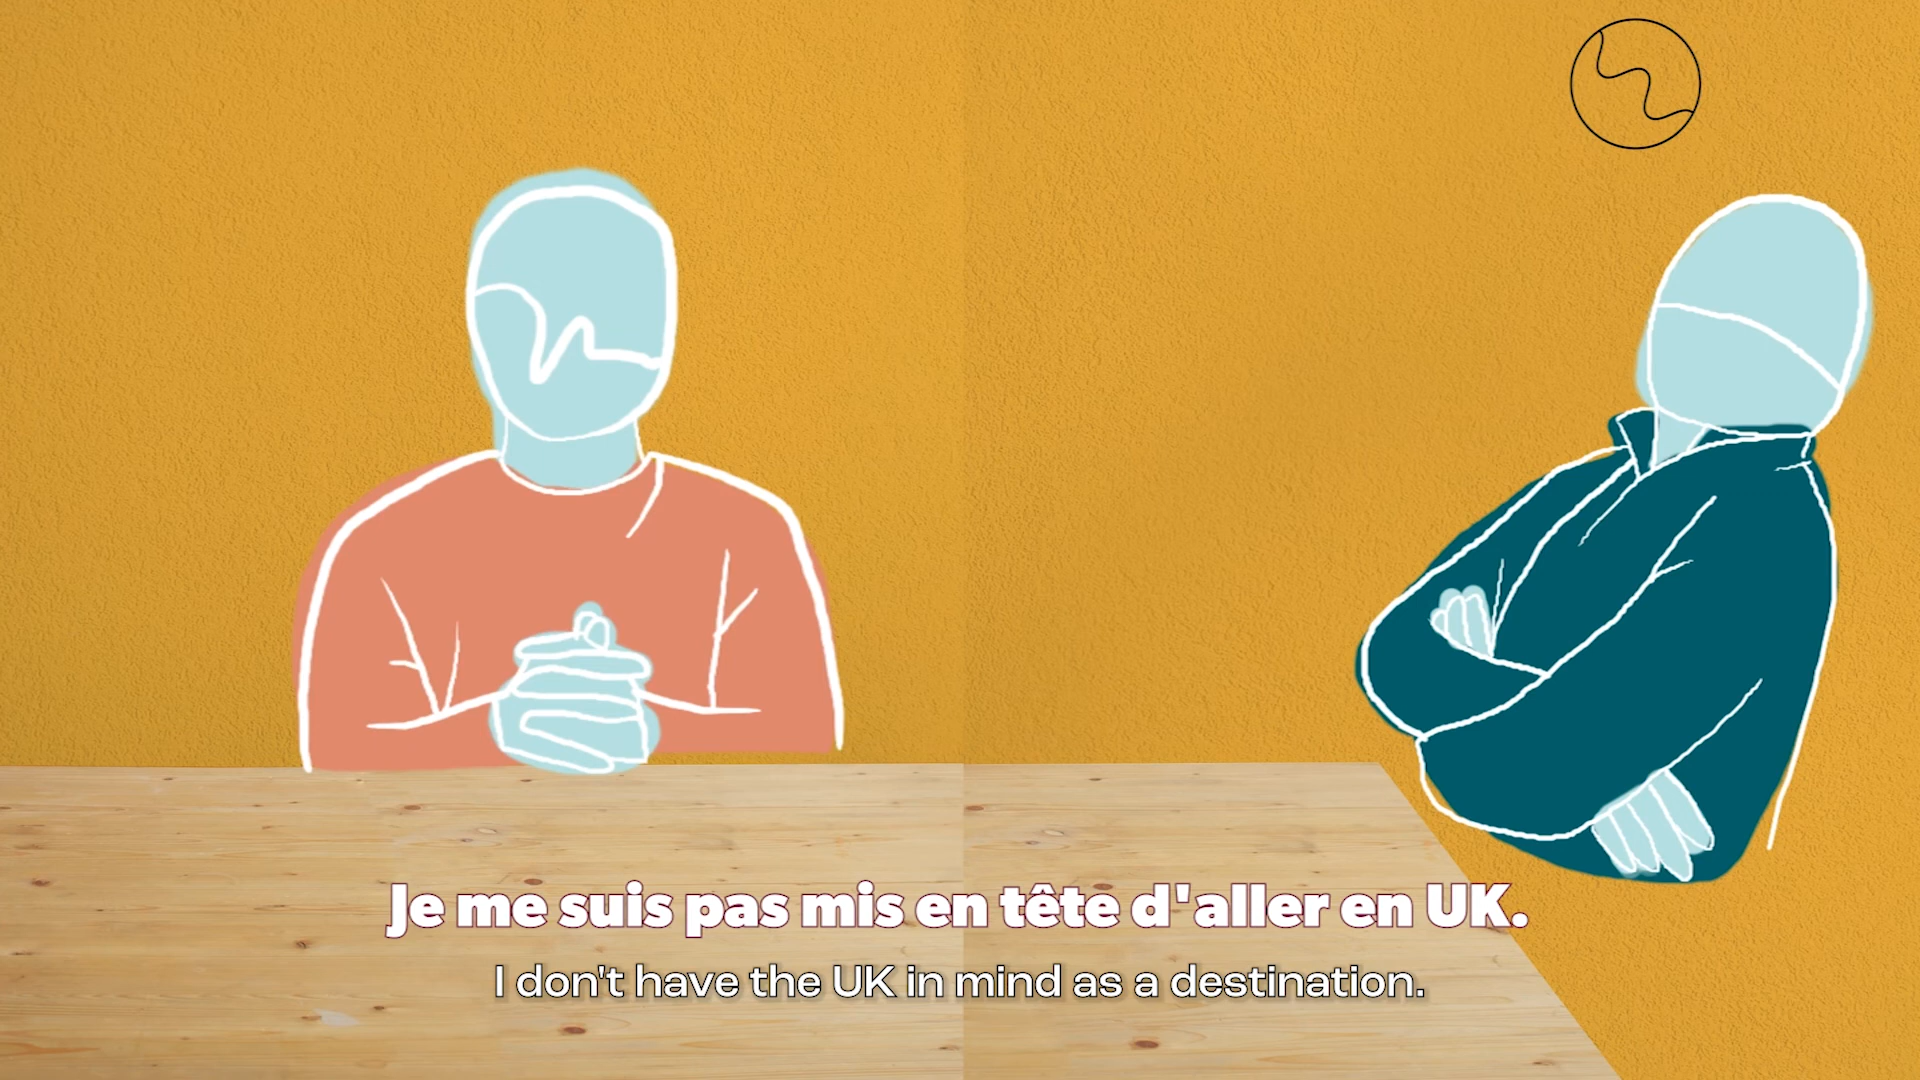 Je me suis pas mis en tête d'aller en UK.
I don't have the UK in mind as a destination.